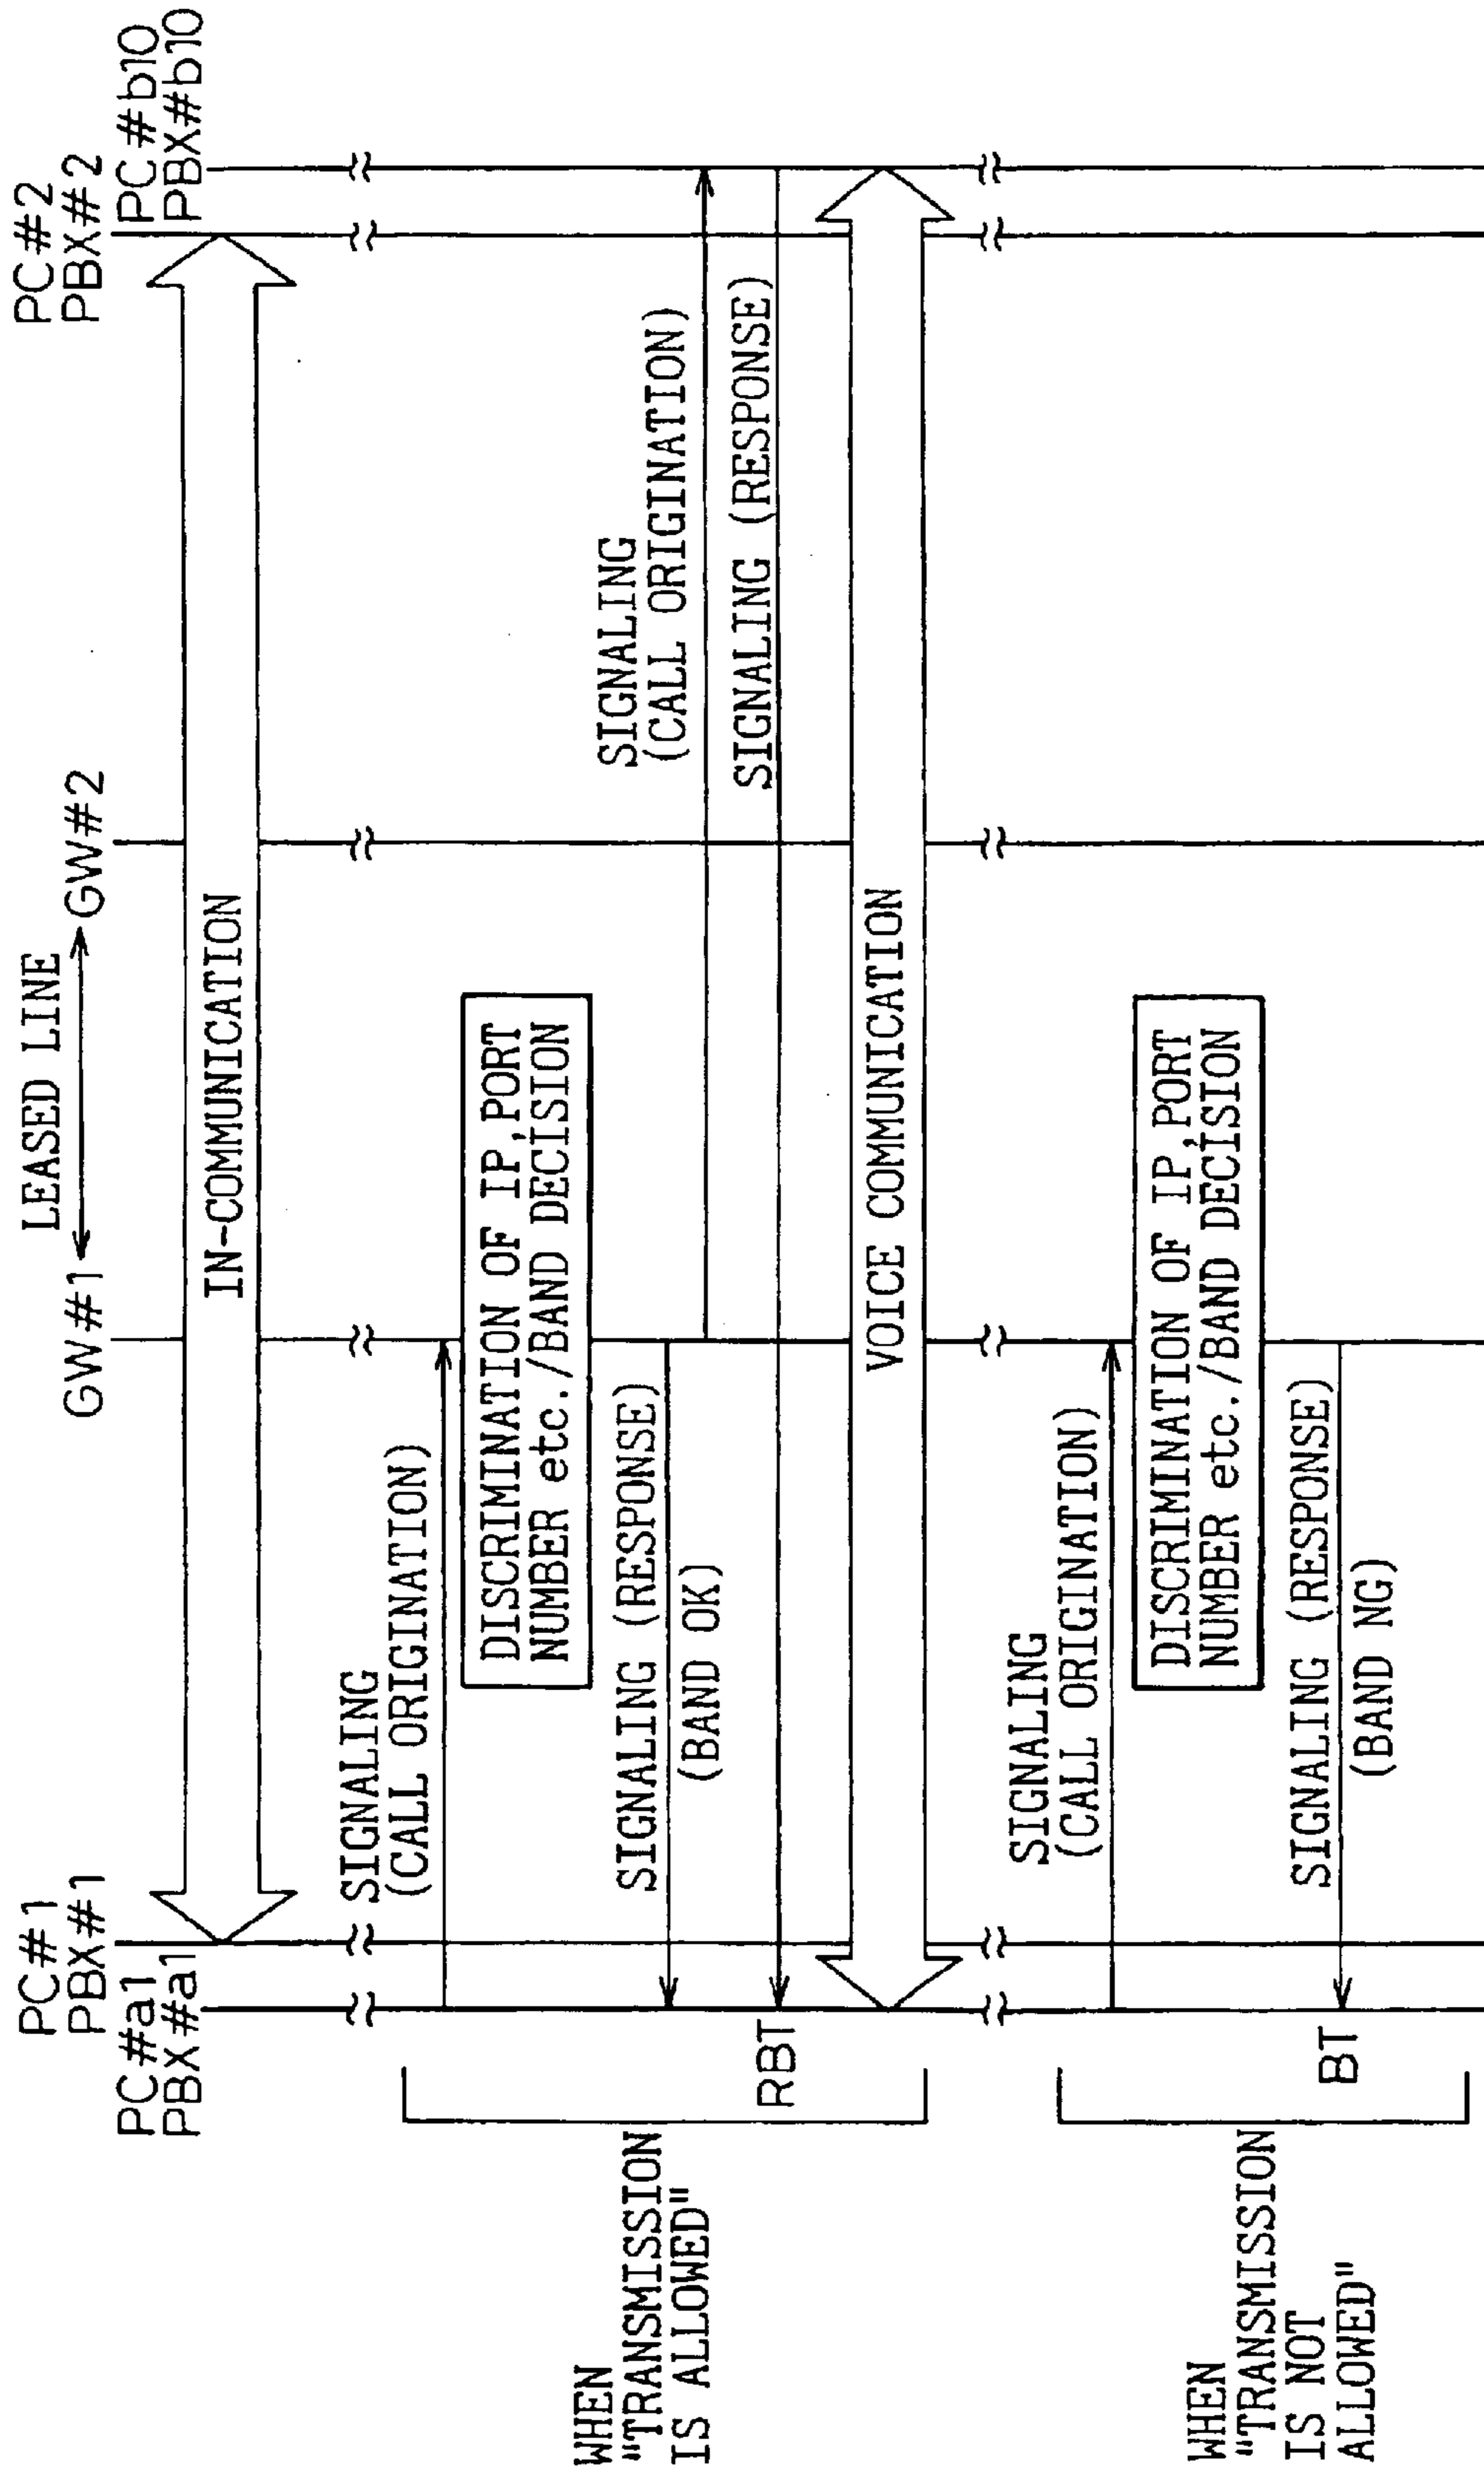 PC#1
PBX#1
PC#a1
PBX#a1
LEASED LINE
GW#1
GW#2
PC#2
PBX#2
PC#b10
PBX#b10
IN-COMMUNICATION
WHEN
"TRANSMISSION
IS ALLOWED"
SIGNALING
(CALL ORIGINATION)
DISCRIMINATION OF IP,PORT
NUMBER etc./BAND DECISION
SIGNALING (RESPONSE)
(BAND OK)
SIGNALING
(CALL ORIGINATION)
SIGNALING (RESPONSE)
RBT
VOICE COMMUNICATION
WHEN
"TRANSMISSION
IS NOT
ALLOWED"
SIGNALING
(CALL ORIGINATION)
DISCRIMINATION OF IP,PORT
NUMBER etc./BAND DECISION
SIGNALING (RESPONSE)
(BAND NG)
BT